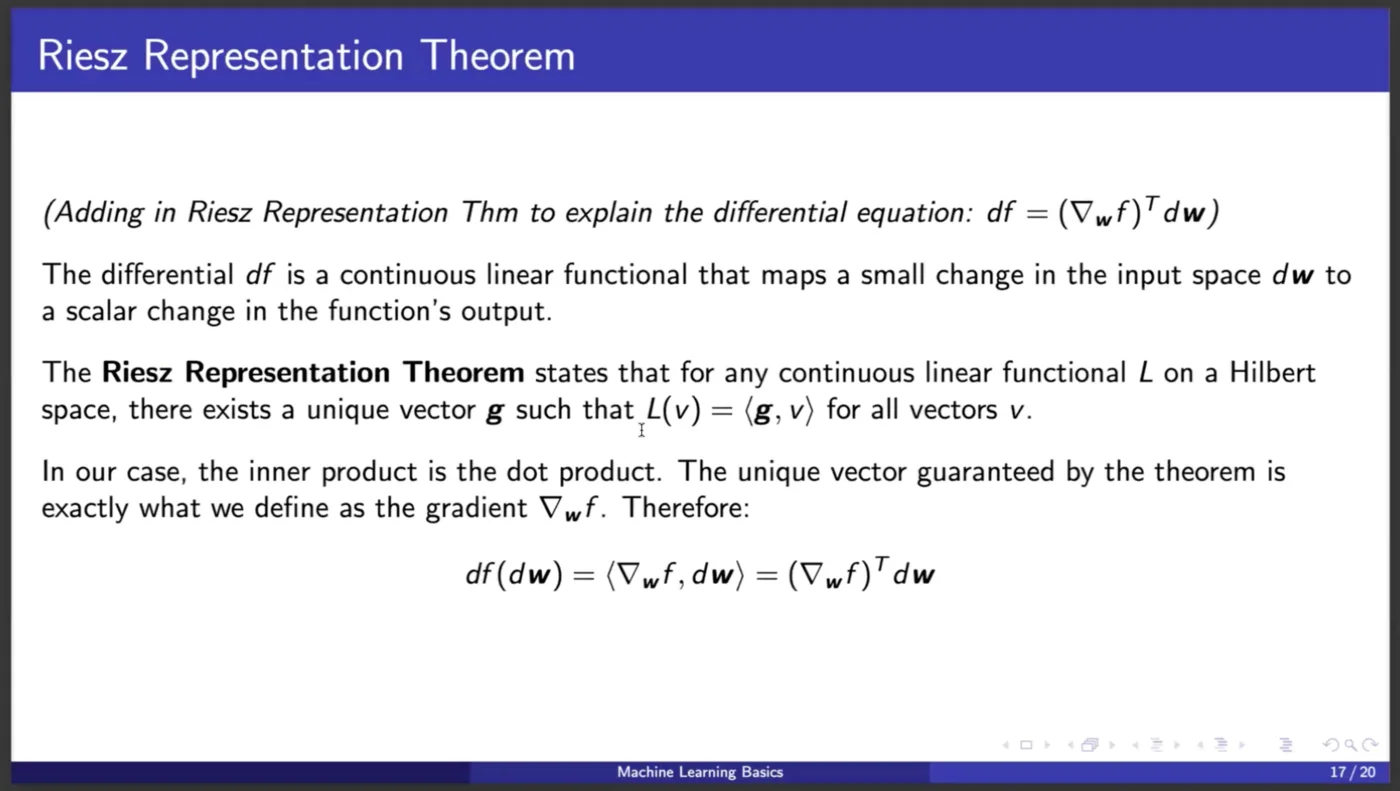 Riesz Representation Theorem
(Adding in Riesz Representation Thm to explain the differential equation: df = (∇𝐰f)ᵀd𝐰)
The differential df is a continuous linear functional that maps a small change in the input space d𝐰 to
a scalar change in the function's output.
The Riesz Representation Theorem states that for any continuous linear functional L on a Hilbert
space, there exists a unique vector 𝐠 such that L(v) = ⟨𝐠, v⟩ for all vectors v.
In our case, the inner product is the dot product. The unique vector guaranteed by the theorem is
exactly what we define as the gradient ∇𝐰f. Therefore:
df(d𝐰) = ⟨∇𝐰f, d𝐰⟩ = (∇𝐰f)ᵀd𝐰
Machine Learning Basics
17 / 20